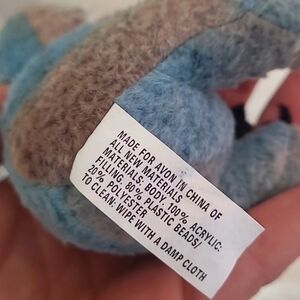 MADE FOR AVON IN CHINA OF
ALL NEW MATERIALS
MATERIALS: BODY, 100% ACRYLIC:
FILLING, 80% PLASTIC BEADS/
20% POLYESTER
TO CLEAN: WIPE WITH A DAMP CLOTH